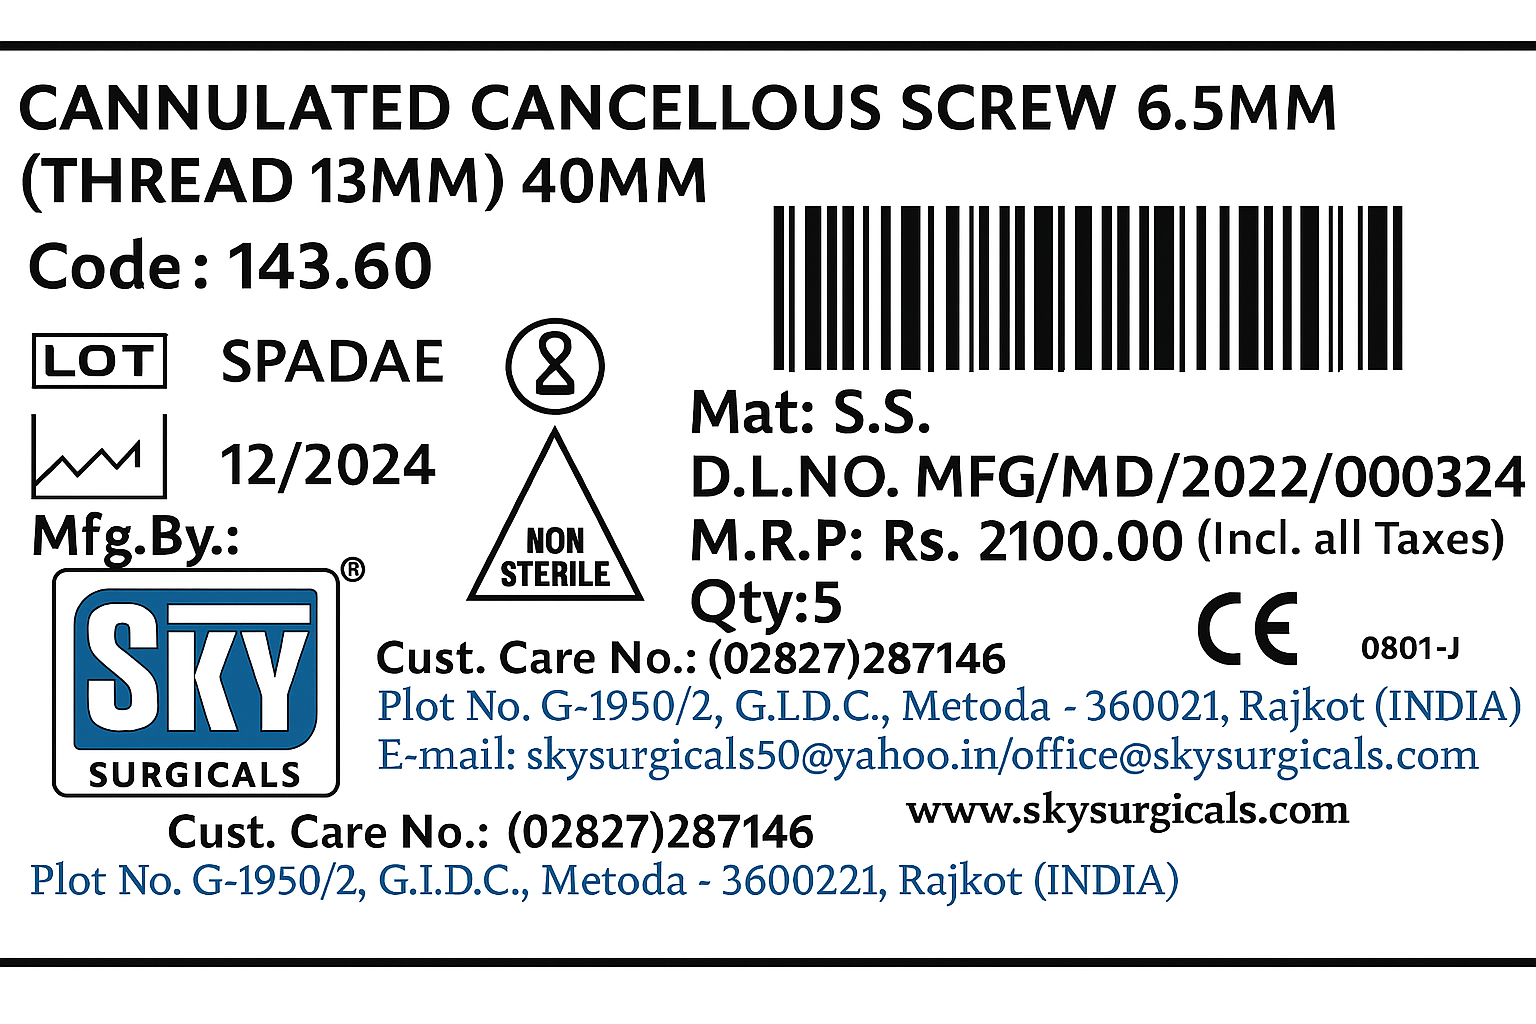 CANNULATED CANCELLOUS SCREW 6.5MM
(THREAD 13MM) 40MM
Code: 143.60
LOT SPADAE
12/2024
Mfg.By.:
NON
STERILE
Mat: S.S.
D.L.NO. MFG/MD/2022/000324
M.R.P: Rs. 2100.00 (Incl. all Taxes)
Qty:5
CE 0801-J
SKY ®
SURGICALS
Cust. Care No.: (02827)287146
Plot No. G-1950/2, G.I.D.C., Metoda - 360021, Rajkot (INDIA)
E-mail: skysurgicals50@yahoo.in/office@skysurgicals.com
www.skysurgicals.com
Cust. Care No.: (02827)287146
Plot No. G-1950/2, G.I.D.C., Metoda - 3600221, Rajkot (INDIA)